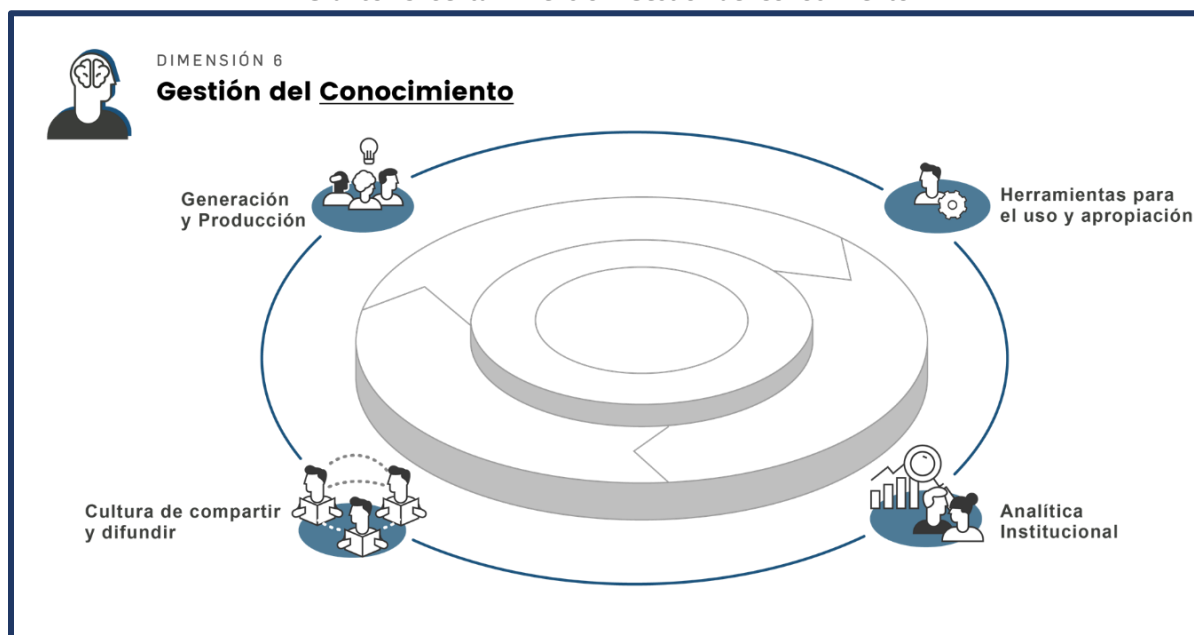 DIMENSIÓN 6
Gestión del Conocimiento
Generación
y Producción
Herramientas para
el uso y apropiación
Cultura de compartir
y difundir
Analítica
Institucional